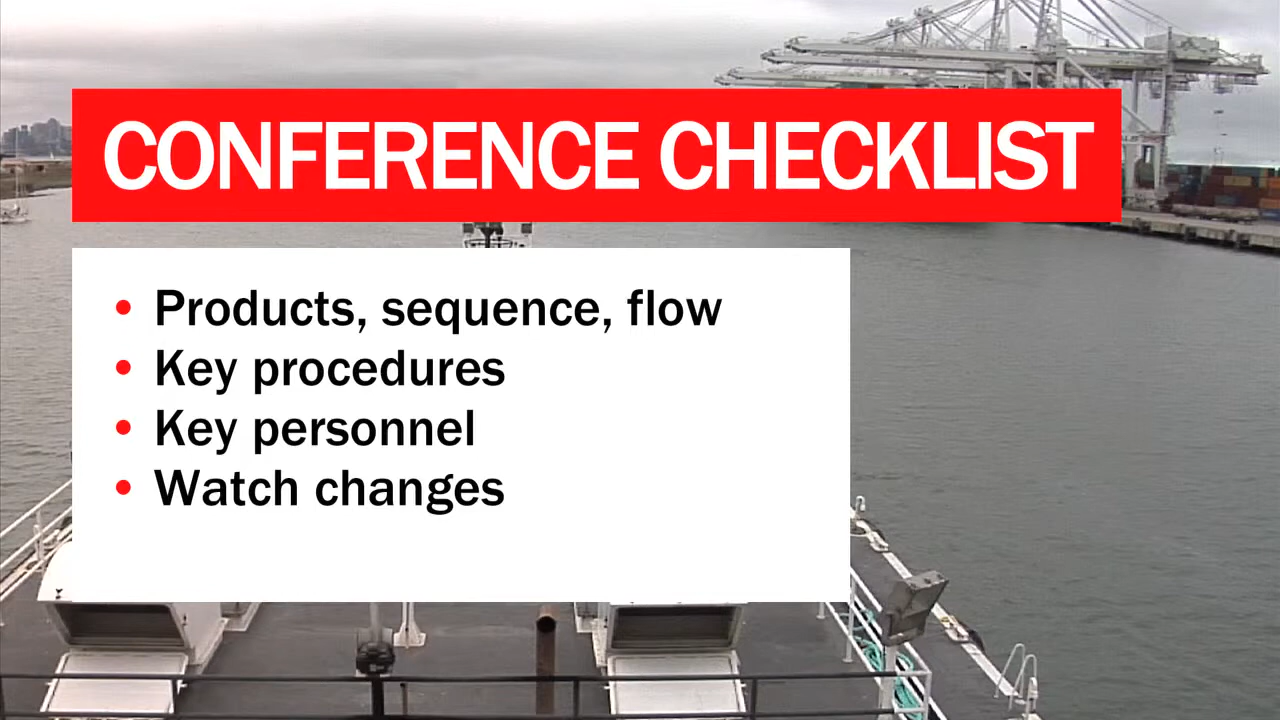 CONFERENCE CHECKLIST
• Products, sequence, flow
• Key procedures
• Key personnel
• Watch changes